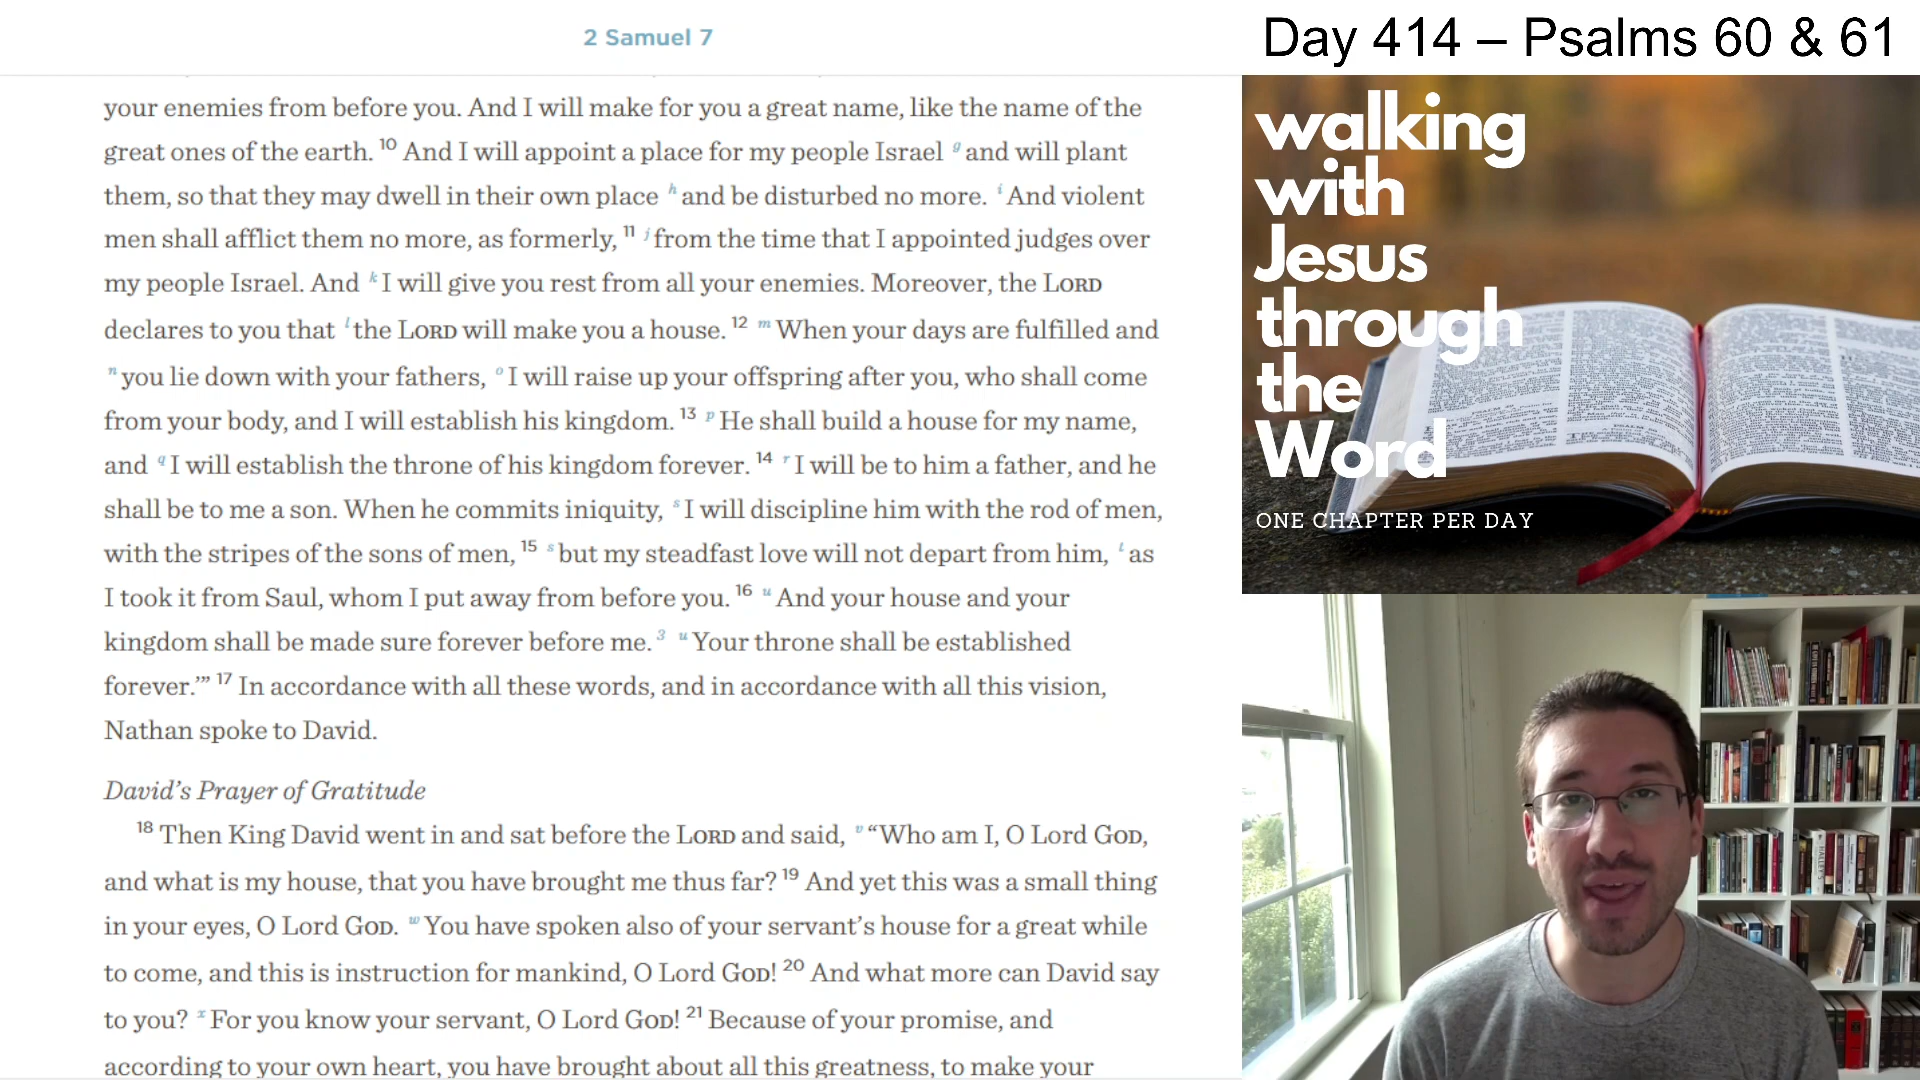 2 Samuel 7
your enemies from before you. And I will make for you a great name, like the name of the
great ones of the earth. 10 And I will appoint a place for my people Israel g and will plant
them, so that they may dwell in their own place h and be disturbed no more. i And violent
men shall afflict them no more, as formerly, 11 j from the time that I appointed judges over
my people Israel. And k I will give you rest from all your enemies. Moreover, the LORD
declares to you that l the LORD will make you a house. 12 m When your days are fulfilled and
n you lie down with your fathers, o I will raise up your offspring after you, who shall come
from your body, and I will establish his kingdom. 13 p He shall build a house for my name,
and q I will establish the throne of his kingdom forever. 14 r I will be to him a father, and he
shall be to me a son. When he commits iniquity, s I will discipline him with the rod of men,
with the stripes of the sons of men, 15 s but my steadfast love will not depart from him, t as
I took it from Saul, whom I put away from before you. 16 u And your house and your
kingdom shall be made sure forever before me. 3 u Your throne shall be established
forever.’” 17 In accordance with all these words, and in accordance with all this vision,
Nathan spoke to David.
David’s Prayer of Gratitude
18 Then King David went in and sat before the LORD and said, v “Who am I, O Lord GOD,
and what is my house, that you have brought me thus far? 19 And yet this was a small thing
in your eyes, O Lord GOD. w You have spoken also of your servant’s house for a great while
to come, and this is instruction for mankind, O Lord GOD! 20 And what more can David say
to you? x For you know your servant, O Lord GOD! 21 Because of your promise, and
according to your own heart, you have brought about all this greatness, to make your
Day 414 – Psalms 60 & 61
walking
with
Jesus
through
the
Word
ONE CHAPTER PER DAY